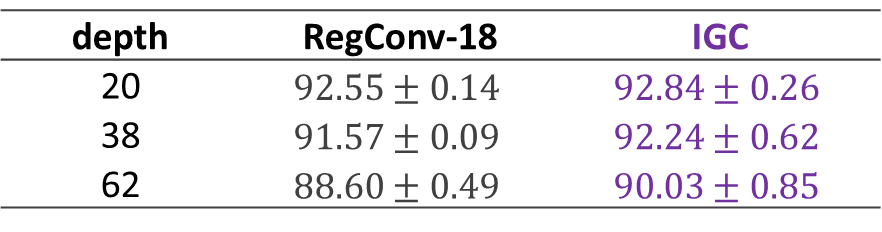 depth RegConv-18 IGC
20 92.55 ± 0.14 92.84 ± 0.26
38 91.57 ± 0.09 92.24 ± 0.62
62 88.60 ± 0.49 90.03 ± 0.85